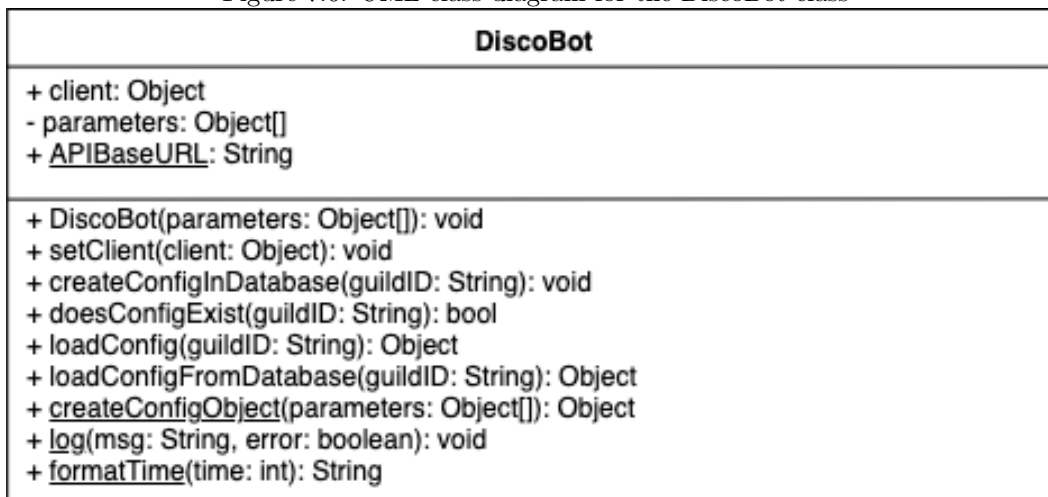 Figure 4.6: UML class diagram for the DiscoBot class
DiscoBot
+ client: Object
- parameters: Object[]
+ APIBaseURL: String
+ DiscoBot(parameters: Object[]): void
+ setClient(client: Object): void
+ createConfigInDatabase(guildID: String): void
+ doesConfigExist(guildID: String): bool
+ loadConfig(guildID: String): Object
+ loadConfigFromDatabase(guildID: String): Object
+ createConfigObject(parameters: Object[]): Object
+ log(msg: String, error: boolean): void
+ formatTime(time: int): String